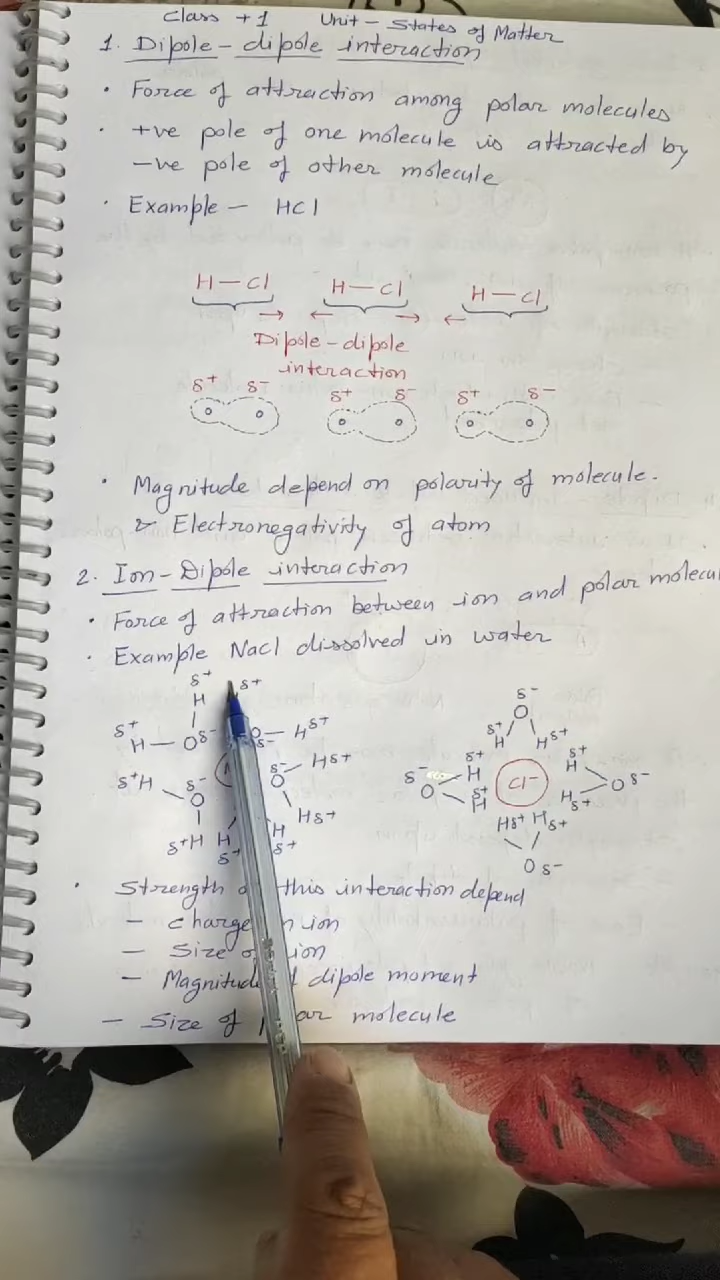 Class +1 Unit - States of Matter
1. Dipole - dipole interaction
• Force of attraction among polar molecules
• +ve pole of one molecule is attracted by
-ve pole of other molecule
• Example - HCl
H - Cl H - Cl H - Cl
→ ← → ←
Dipole - dipole
interaction
δ+ δ- δ+ δ- δ+ δ-
• Magnitude depend on polarity of molecule.
& Electronegativity of atom
2. Ion - Dipole interaction
• Force of attraction between ion and polar molecu
• Example NaCl dissolved in water
δ+ δ+ δ-
H O
δ+ δ+ H H δ+
H - O δ- O - H δ+
δ- δ+
δ- O H δ+ δ- O H δ+ H O δ-
δ+ H δ- O δ+ H Cl- H δ+
H δ+ H δ+ H δ+
δ+ H H H
δ+ δ+ O δ-
• Strength this interaction depend
- charge ion
- Size ion
- dipole moment
- Size of molecule